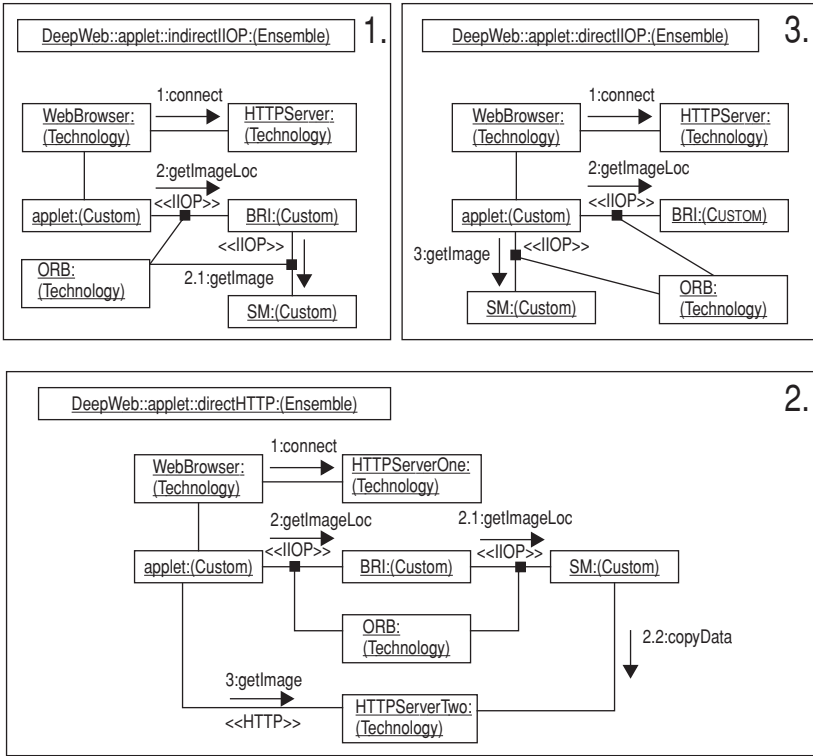 DeepWeb::applet::indirectIIOP:(Ensemble)
1.
1:connect
WebBrowser:
(Technology)
HTTPServer:
(Technology)
2:getImageLoc
<<IIOP>>
applet:(Custom)
BRI:(Custom)
<<IIOP>>
ORB:
(Technology)
2.1:getImage
SM:(Custom)
DeepWeb::applet::directIIOP:(Ensemble)
3.
1:connect
WebBrowser:
(Technology)
HTTPServer:
(Technology)
2:getImageLoc
<<IIOP>>
applet:(Custom)
BRI:(CUSTOM)
<<IIOP>>
3:getImage
ORB:
(Technology)
SM:(Custom)
DeepWeb::applet::directHTTP:(Ensemble)
2.
1:connect
WebBrowser:
(Technology)
HTTPServerOne:
(Technology)
2:getImageLoc
<<IIOP>>
2.1:getImageLoc
<<IIOP>>
applet:(Custom)
BRI:(Custom)
SM:(Custom)
ORB:
(Technology)
2.2:copyData
3:getImage
<<HTTP>>
HTTPServerTwo:
(Technology)